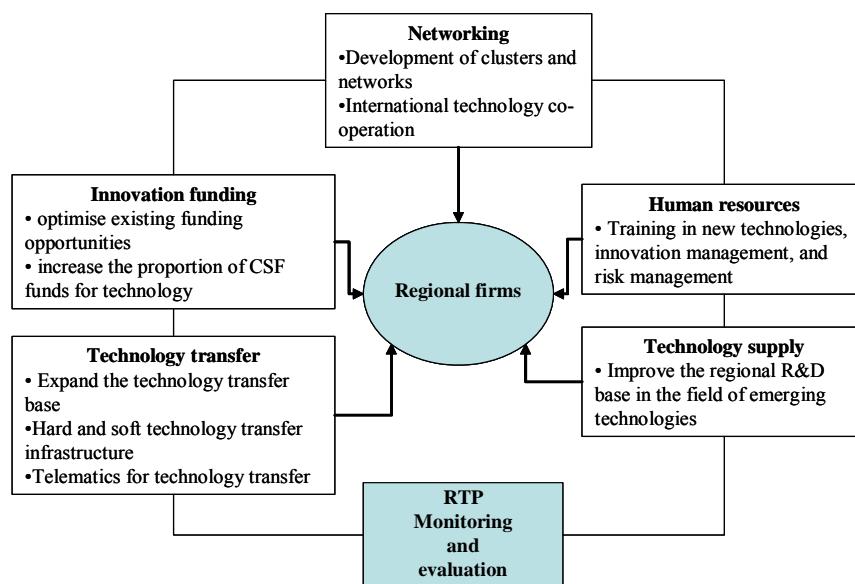 Networking
•Development of clusters and
networks
•International technology co-
operation
Innovation funding
• optimise existing funding
opportunities
• increase the proportion of CSF
funds for technology
Human resources
• Training in new technologies,
innovation management, and
risk management
Regional firms
Technology transfer
• Expand the technology transfer
base
•Hard and soft technology transfer
infrastructure
•Telematics for technology transfer
Technology supply
• Improve the regional R&D
base in the field of emerging
technologies
RTP
Monitoring
and
evaluation